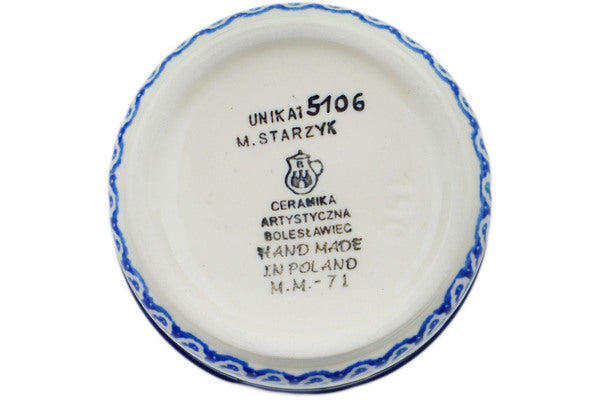 UNIKAT 5106
M. STARZYK
B
CERAMIKA
ARTYSTYCZNA
BOLESŁAWIEC
HAND MADE
IN POLAND
M.M.-71